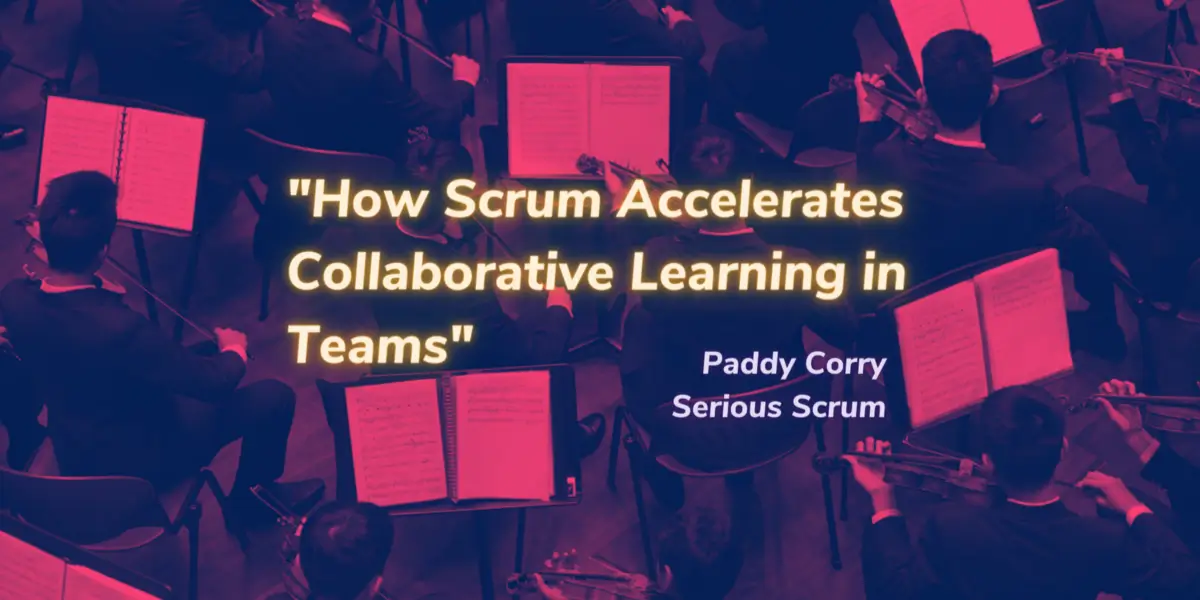 "How Scrum Accelerates
Collaborative Learning in
Teams"
Paddy Corry
Serious Scrum